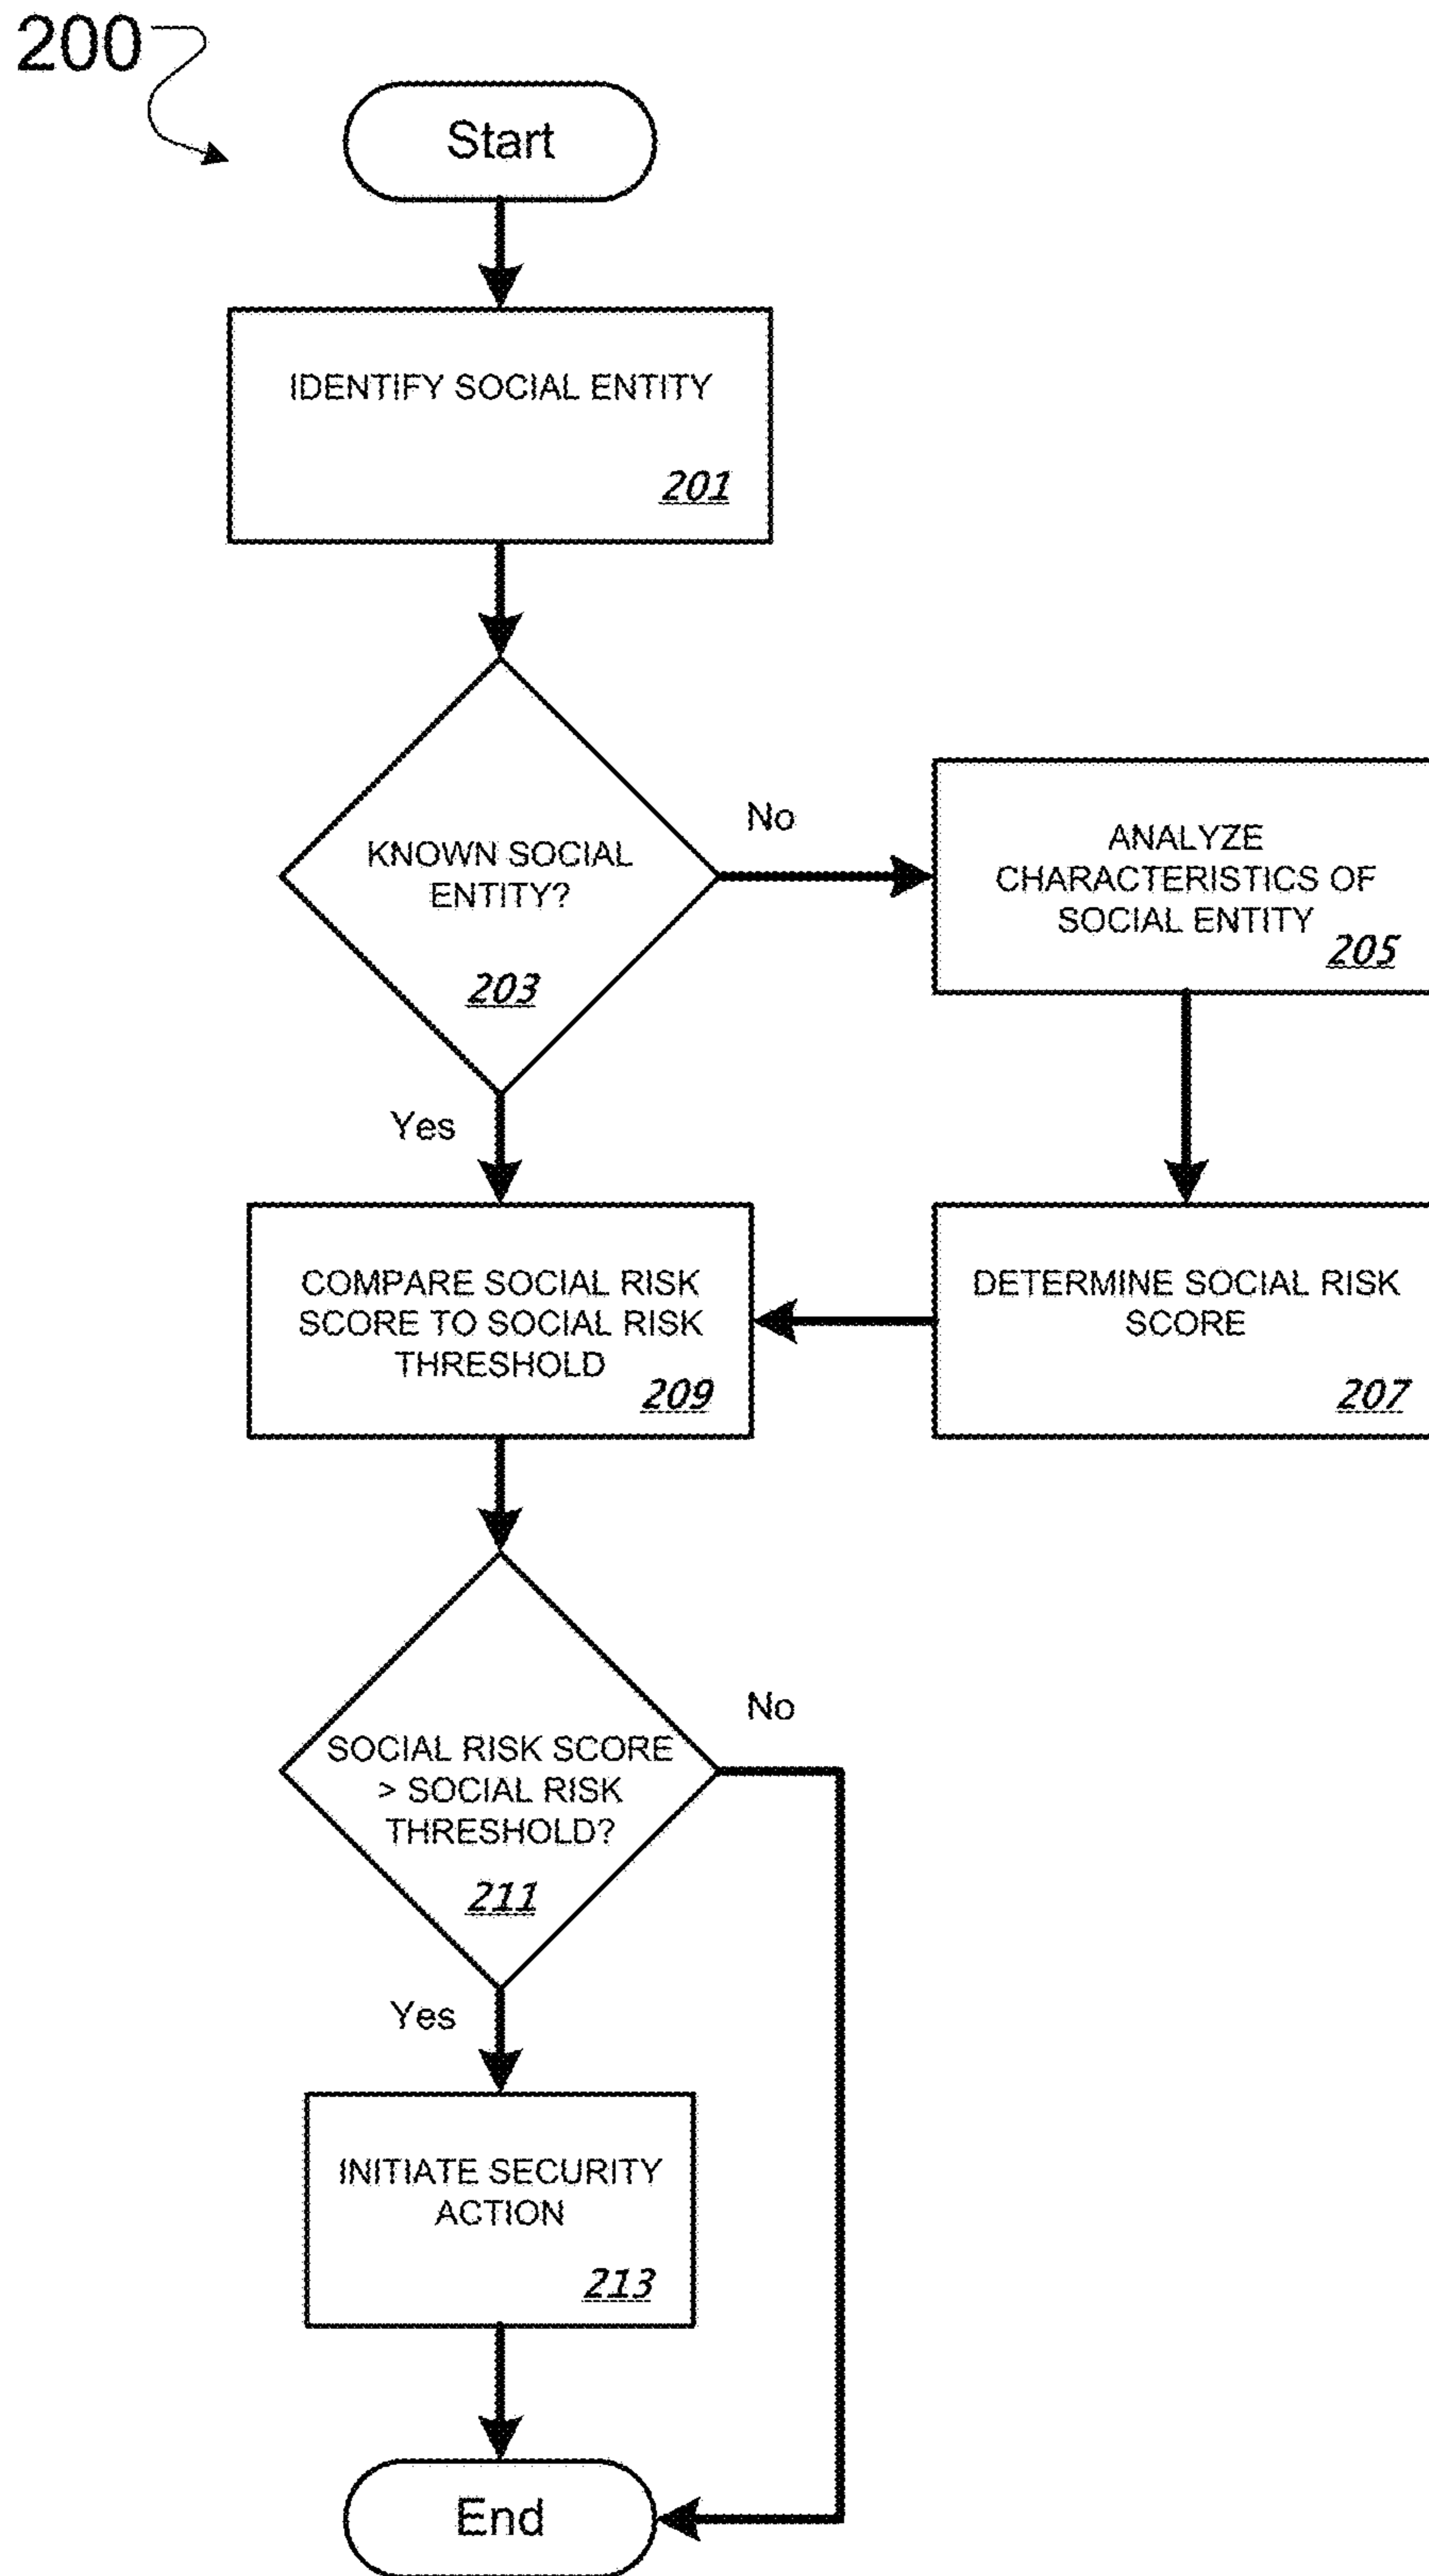 200
Start
IDENTIFY SOCIAL ENTITY
201
KNOWN SOCIAL
ENTITY?
203
No
Yes
ANALYZE
CHARACTERISTICS OF
SOCIAL ENTITY
205
DETERMINE SOCIAL RISK
SCORE
207
COMPARE SOCIAL RISK
SCORE TO SOCIAL RISK
THRESHOLD
209
SOCIAL RISK SCORE
> SOCIAL RISK
THRESHOLD?
211
No
Yes
INITIATE SECURITY
ACTION
213
End